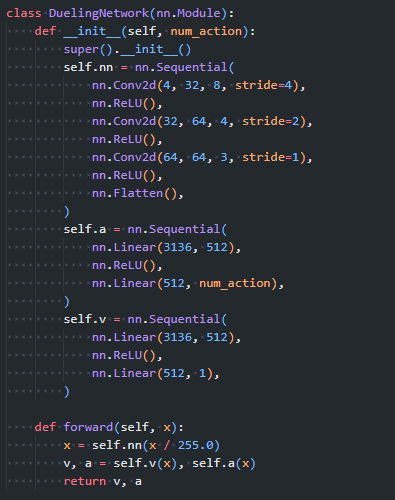 class DuelingNetwork(nn.Module):
    def __init__(self, num_action):
        super().__init__()
        self.nn = nn.Sequential(
            nn.Conv2d(4, 32, 8, stride=4),
            nn.ReLU(),
            nn.Conv2d(32, 64, 4, stride=2),
            nn.ReLU(),
            nn.Conv2d(64, 64, 3, stride=1),
            nn.ReLU(),
            nn.Flatten(),
        )
        self.a = nn.Sequential(
            nn.Linear(3136, 512),
            nn.ReLU(),
            nn.Linear(512, num_action),
        )
        self.v = nn.Sequential(
            nn.Linear(3136, 512),
            nn.ReLU(),
            nn.Linear(512, 1),
        )

    def forward(self, x):
        x = self.nn(x / 255.0)
        v, a = self.v(x), self.a(x)
        return v, a